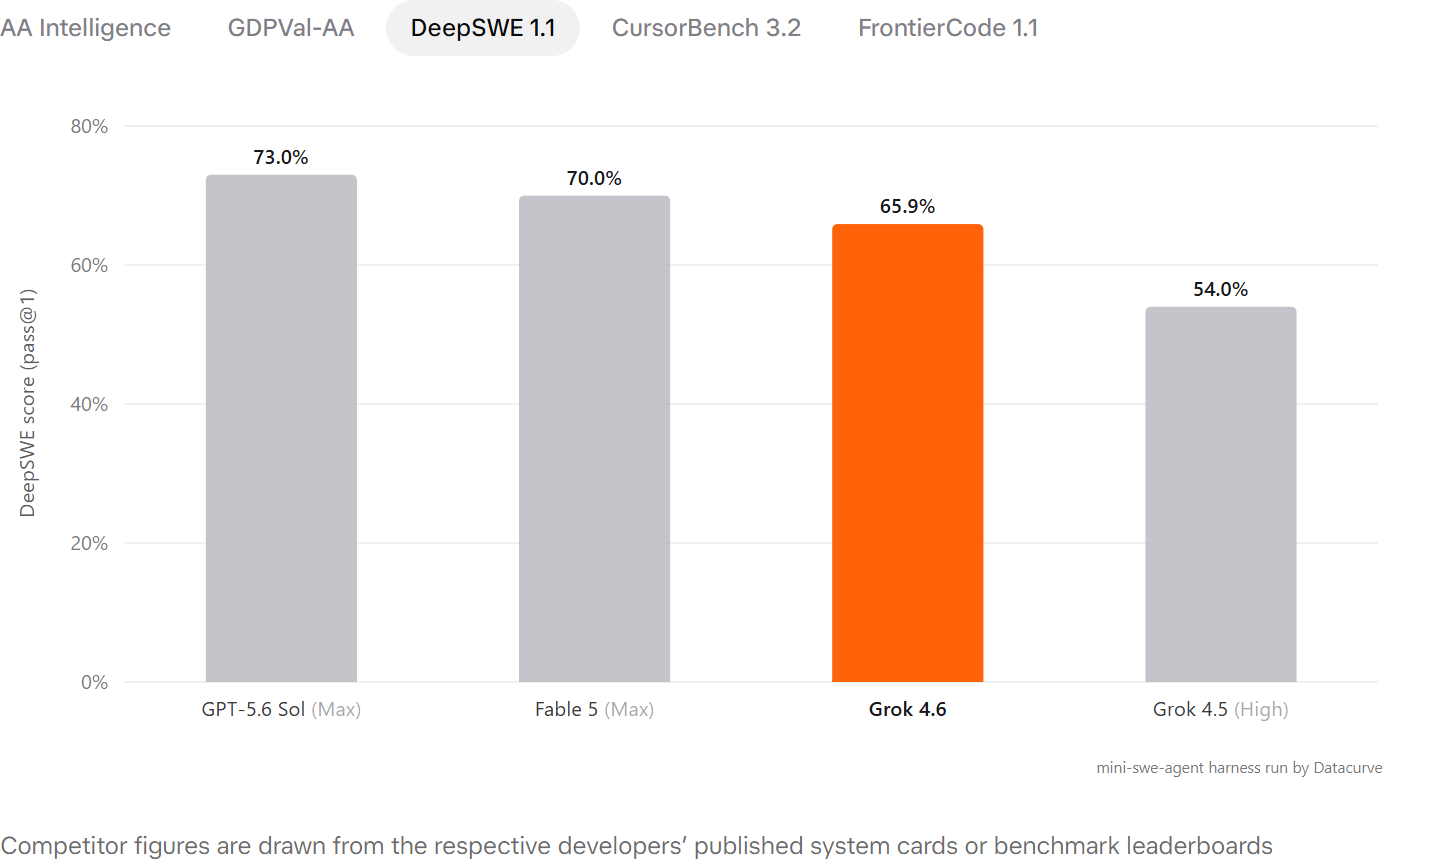 AA Intelligence GDPVal-AA DeepSWE 1.1 CursorBench 3.2 FrontierCode 1.1
80%
60%
40%
20%
0%
DeepSWE score (pass@1)
73.0%
70.0%
65.9%
54.0%
GPT-5.6 Sol (Max) Fable 5 (Max) Grok 4.6 Grok 4.5 (High)
mini-swe-agent harness run by Datacurve
Competitor figures are drawn from the respective developers’ published system cards or benchmark leaderboards